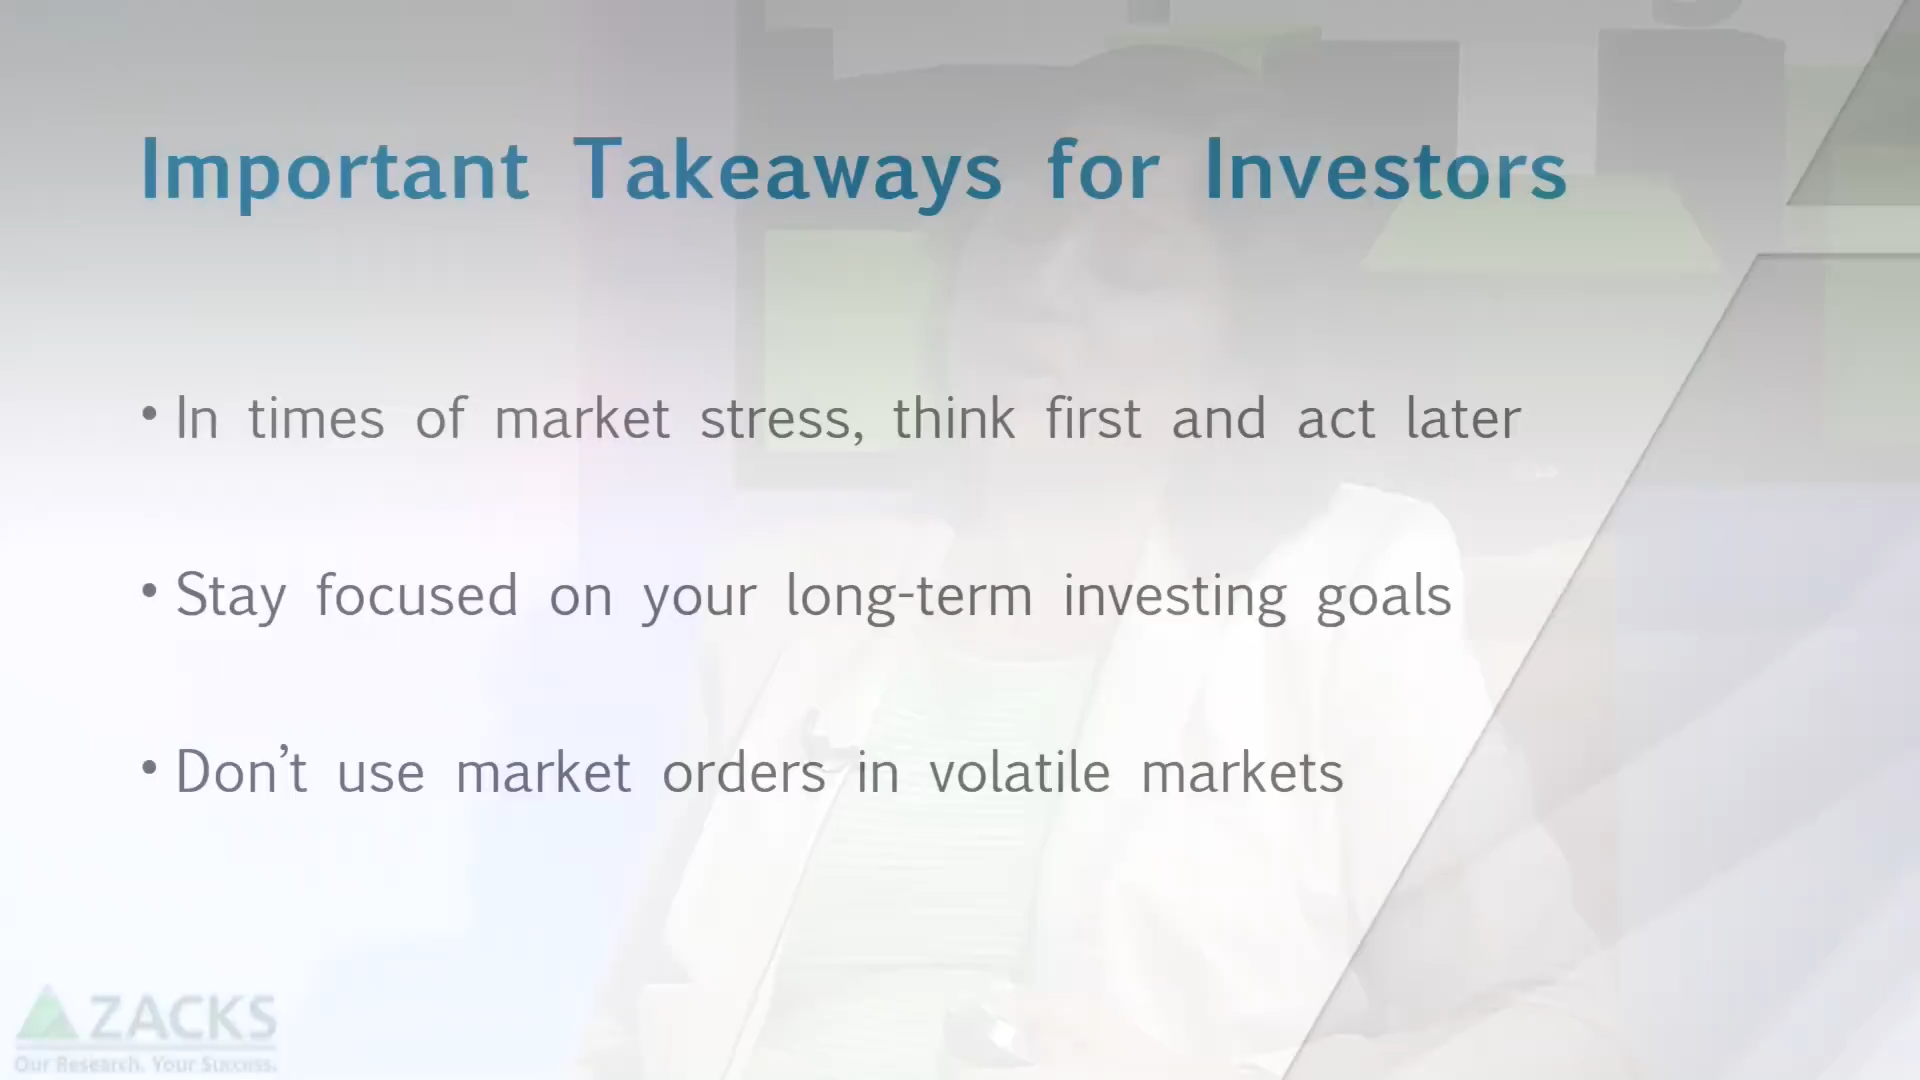 Important Takeaways for Investors
• In times of market stress, think first and act later
• Stay focused on your long-term investing goals
• Don’t use market orders in volatile markets
ZACKS
Our Research. Your Success.